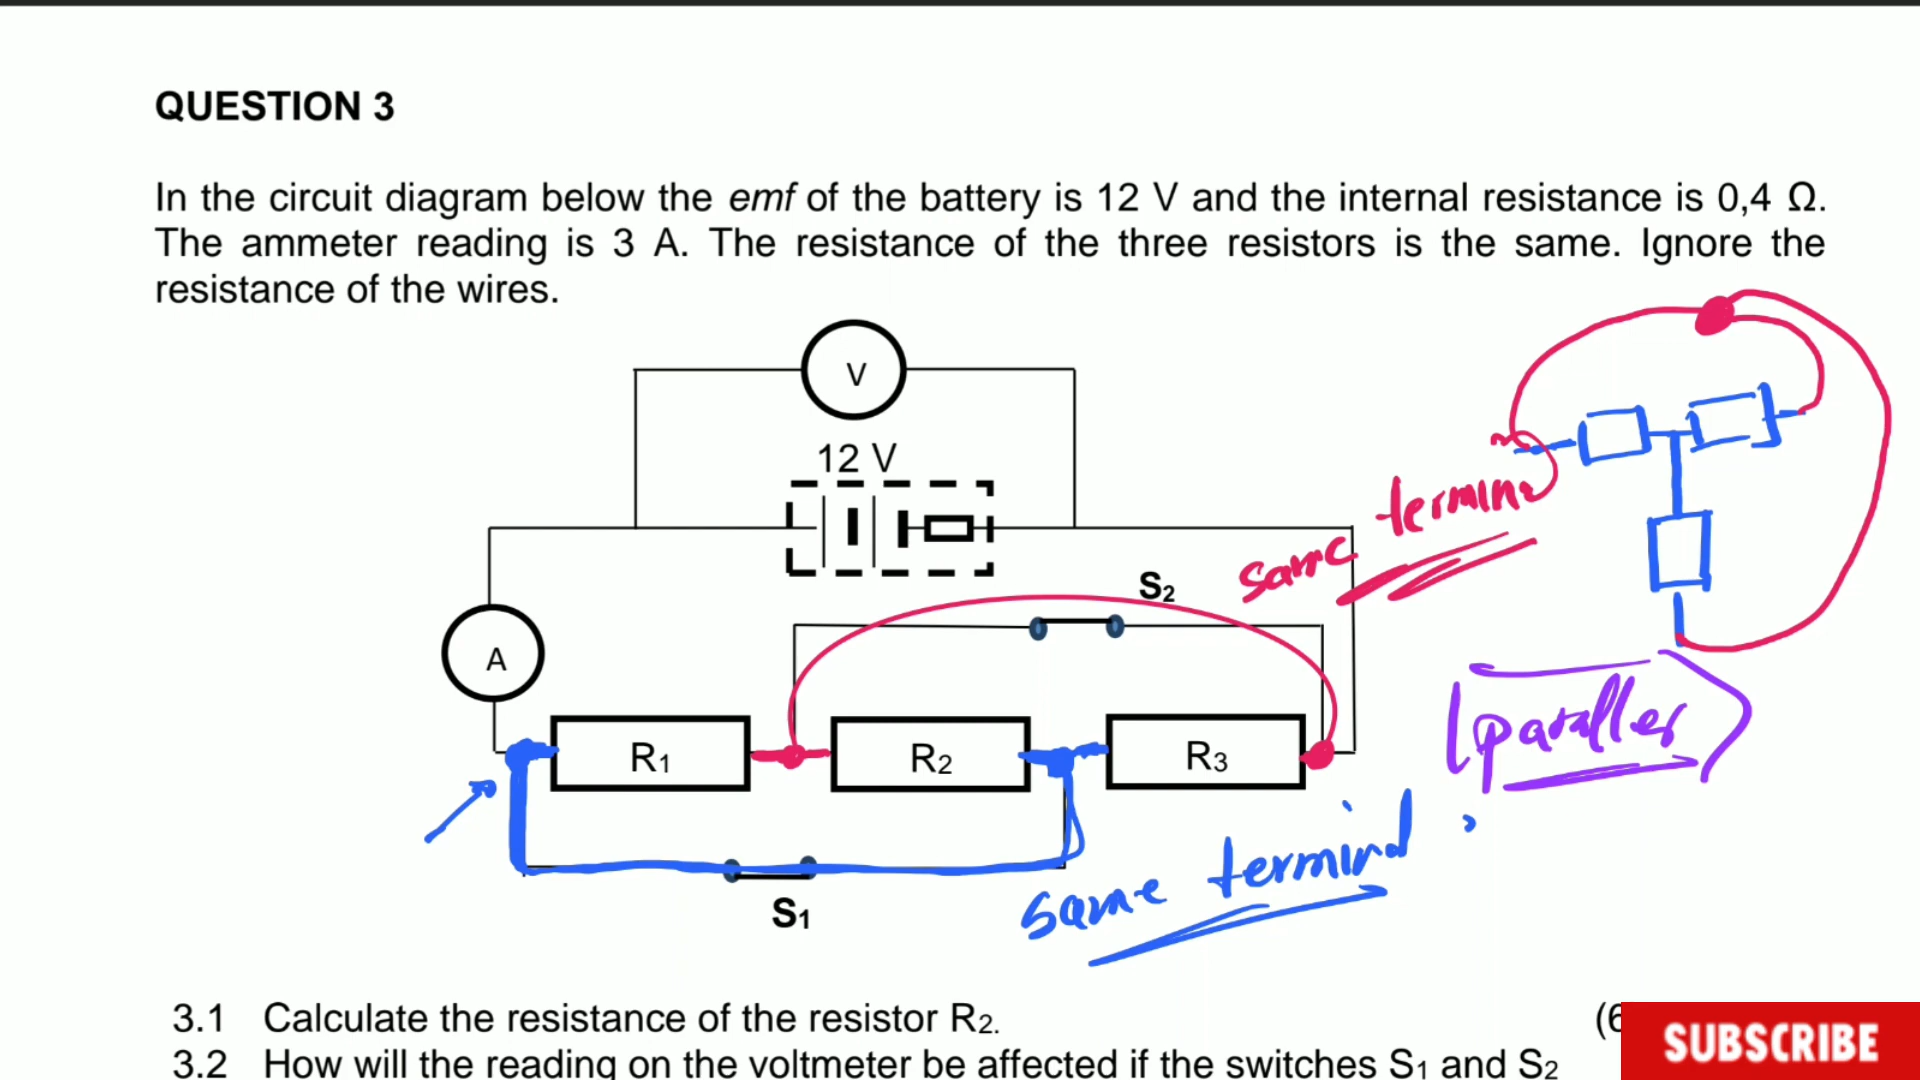 QUESTION 3
In the circuit diagram below the emf of the battery is 12 V and the internal resistance is 0,4 Ω.
The ammeter reading is 3 A. The resistance of the three resistors is the same. Ignore the
resistance of the wires.
V
12 V
same termina
S2
A
R1
R2
R3
paraller
same terminal
S1
3.1 Calculate the resistance of the resistor R2. (6
3.2 How will the reading on the voltmeter be affected if the switches S1 and S2
SUBSCRIBE